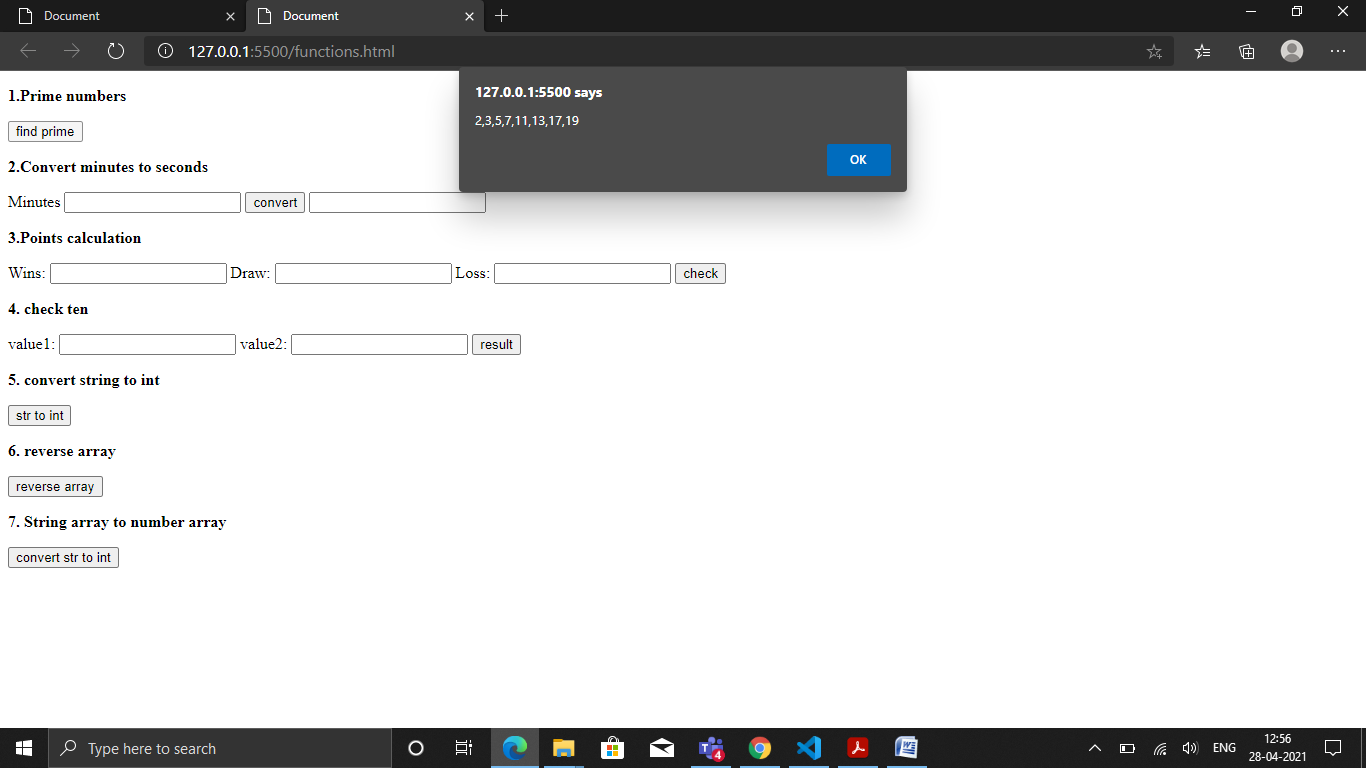 Document
Document
127.0.0.1:5500/functions.html
127.0.0.1:5500 says
2,3,5,7,11,13,17,19
OK
1.Prime numbers
find prime
2.Convert minutes to seconds
Minutes convert
3.Points calculation
Wins: Draw: Loss: check
4. check ten
value1: value2: result
5. convert string to int
str to int
6. reverse array
reverse array
7. String array to number array
convert str to int
Type here to search
4
ENG
12:56
28-04-2021